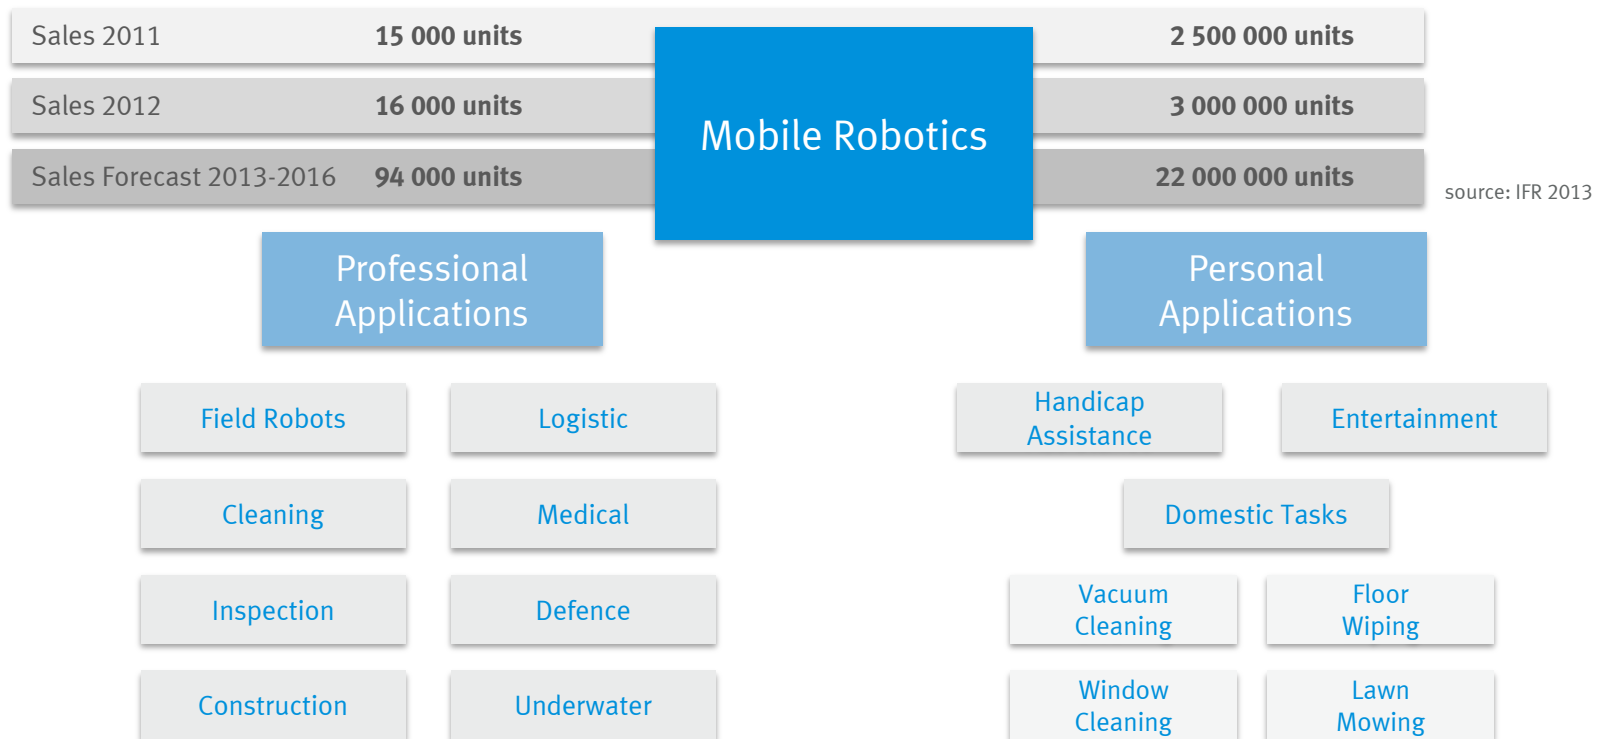 Sales 2011 15 000 units 2 500 000 units
Sales 2012 16 000 units 3 000 000 units
Mobile Robotics
Sales Forecast 2013-2016 94 000 units 22 000 000 units
source: IFR 2013
Professional
Applications
Personal
Applications
Field Robots
Logistic
Cleaning
Medical
Inspection
Defence
Construction
Underwater
Handicap
Assistance
Entertainment
Domestic Tasks
Vacuum
Cleaning
Floor
Wiping
Window
Cleaning
Lawn
Mowing